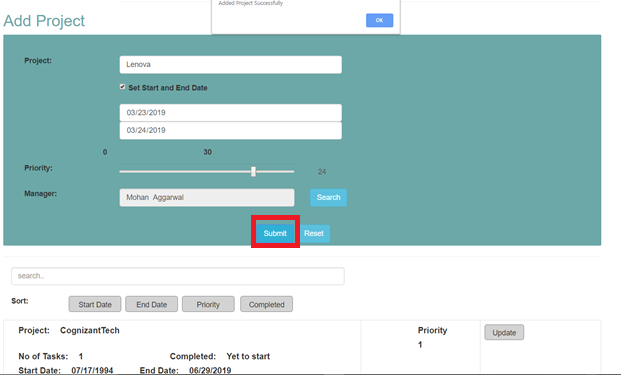 Added Project Successfully
OK
Add Project
Project: Lenova
Set Start and End Date
03/23/2019
03/24/2019
0 30
Priority: 24
Manager: Mohan Aggarwal Search
Submit Reset
search..
Sort: Start Date End Date Priority Completed
Project: CognizantTech Priority Update
1
No of Tasks: 1 Completed: Yet to start
Start Date: 07/17/1994 End Date: 06/29/2019